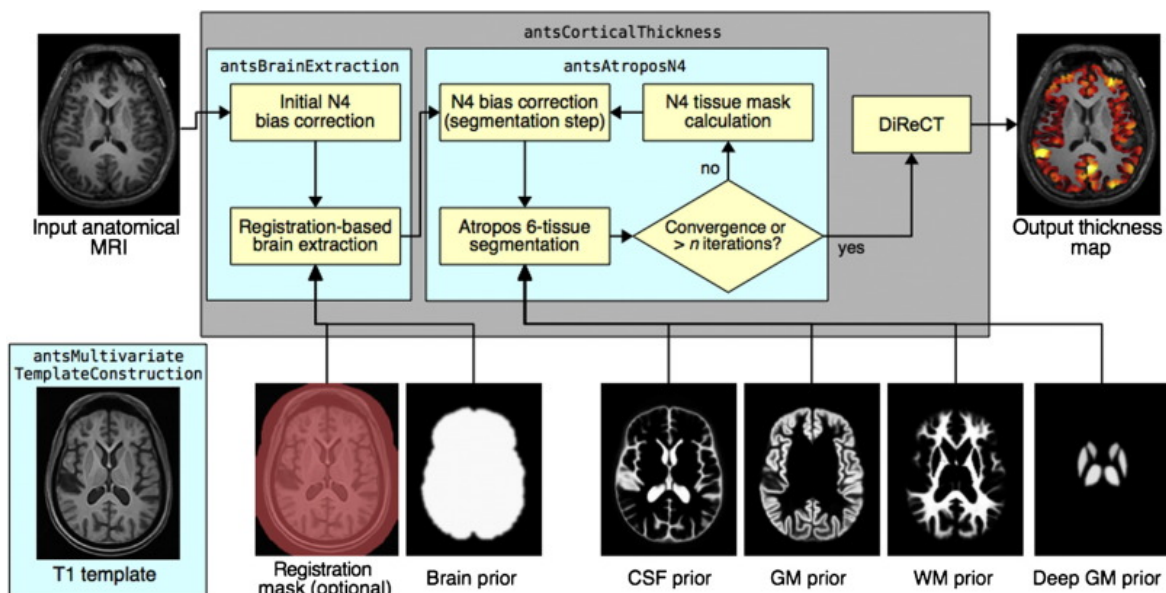 antsCorticalThickness
antsBrainExtraction
antsAtroposN4
Initial N4
bias correction
N4 bias correction
(segmentation step)
N4 tissue mask
calculation
DiReCT
no
Registration-based
brain extraction
Atropos 6-tissue
segmentation
Convergence or
> n iterations?
yes
Input anatomical
MRI
Output thickness
map
antsMultivariate
TemplateConstruction
T1 template
Registration
mask (optional)
Brain prior
CSF prior
GM prior
WM prior
Deep GM prior